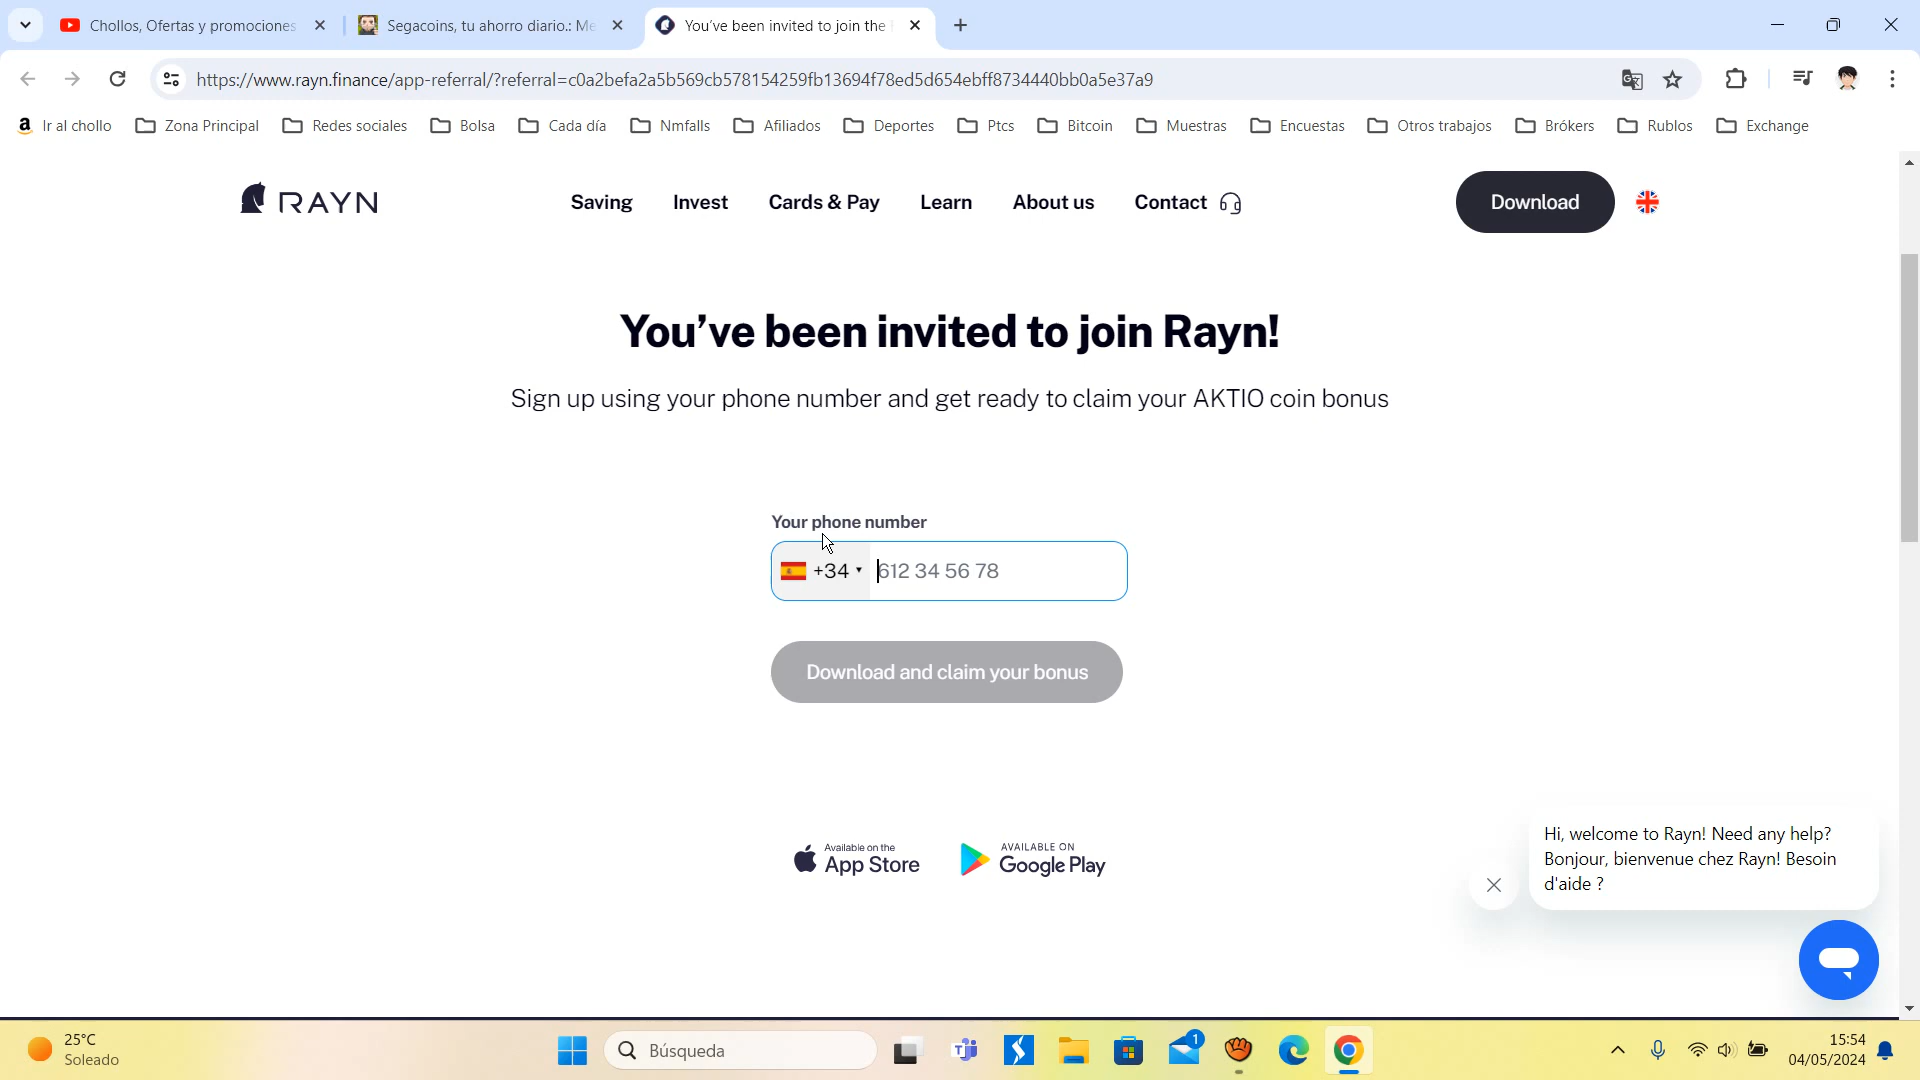 Chollos, Ofertas y promociones
Segacoins, tu ahorro diario.: Me
You've been invited to join the
https://www.rayn.finance/app-referral/?referral=c0a2befa2a5b569cb578154259fb13694f78ed5d654ebff8734440bb0a5e37a9
a Ir al chollo
Zona Principal
Redes sociales
Bolsa
Cada día
Nmfalls
Afiliados
Deportes
Ptcs
Bitcoin
Muestras
Encuestas
Otros trabajos
Brókers
Rublos
Exchange
RAYN
Saving
Invest
Cards & Pay
Learn
About us
Contact
Download
You've been invited to join Rayn!
Sign up using your phone number and get ready to claim your AKTIO coin bonus
Your phone number
+34
612 34 56 78
Download and claim your bonus
Available on the
App Store
AVAILABLE ON
Google Play
Hi, welcome to Rayn! Need any help?
Bonjour, bienvenue chez Rayn! Besoin
d'aide ?
25°C
Soleado
Búsqueda
1
15:54
04/05/2024